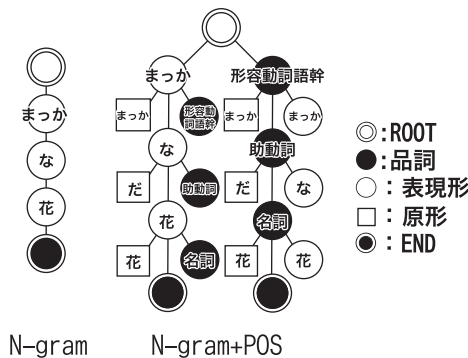 まっか
な
花
N-gram
まっか
まっか
形容動
詞語幹
な
だ
助動詞
花
花
名詞
形容動詞語幹
まっか
まっか
助動詞
だ
な
名詞
花
花
N-gram+POS
:ROOT
:品詞
:表現形
:原形
:END